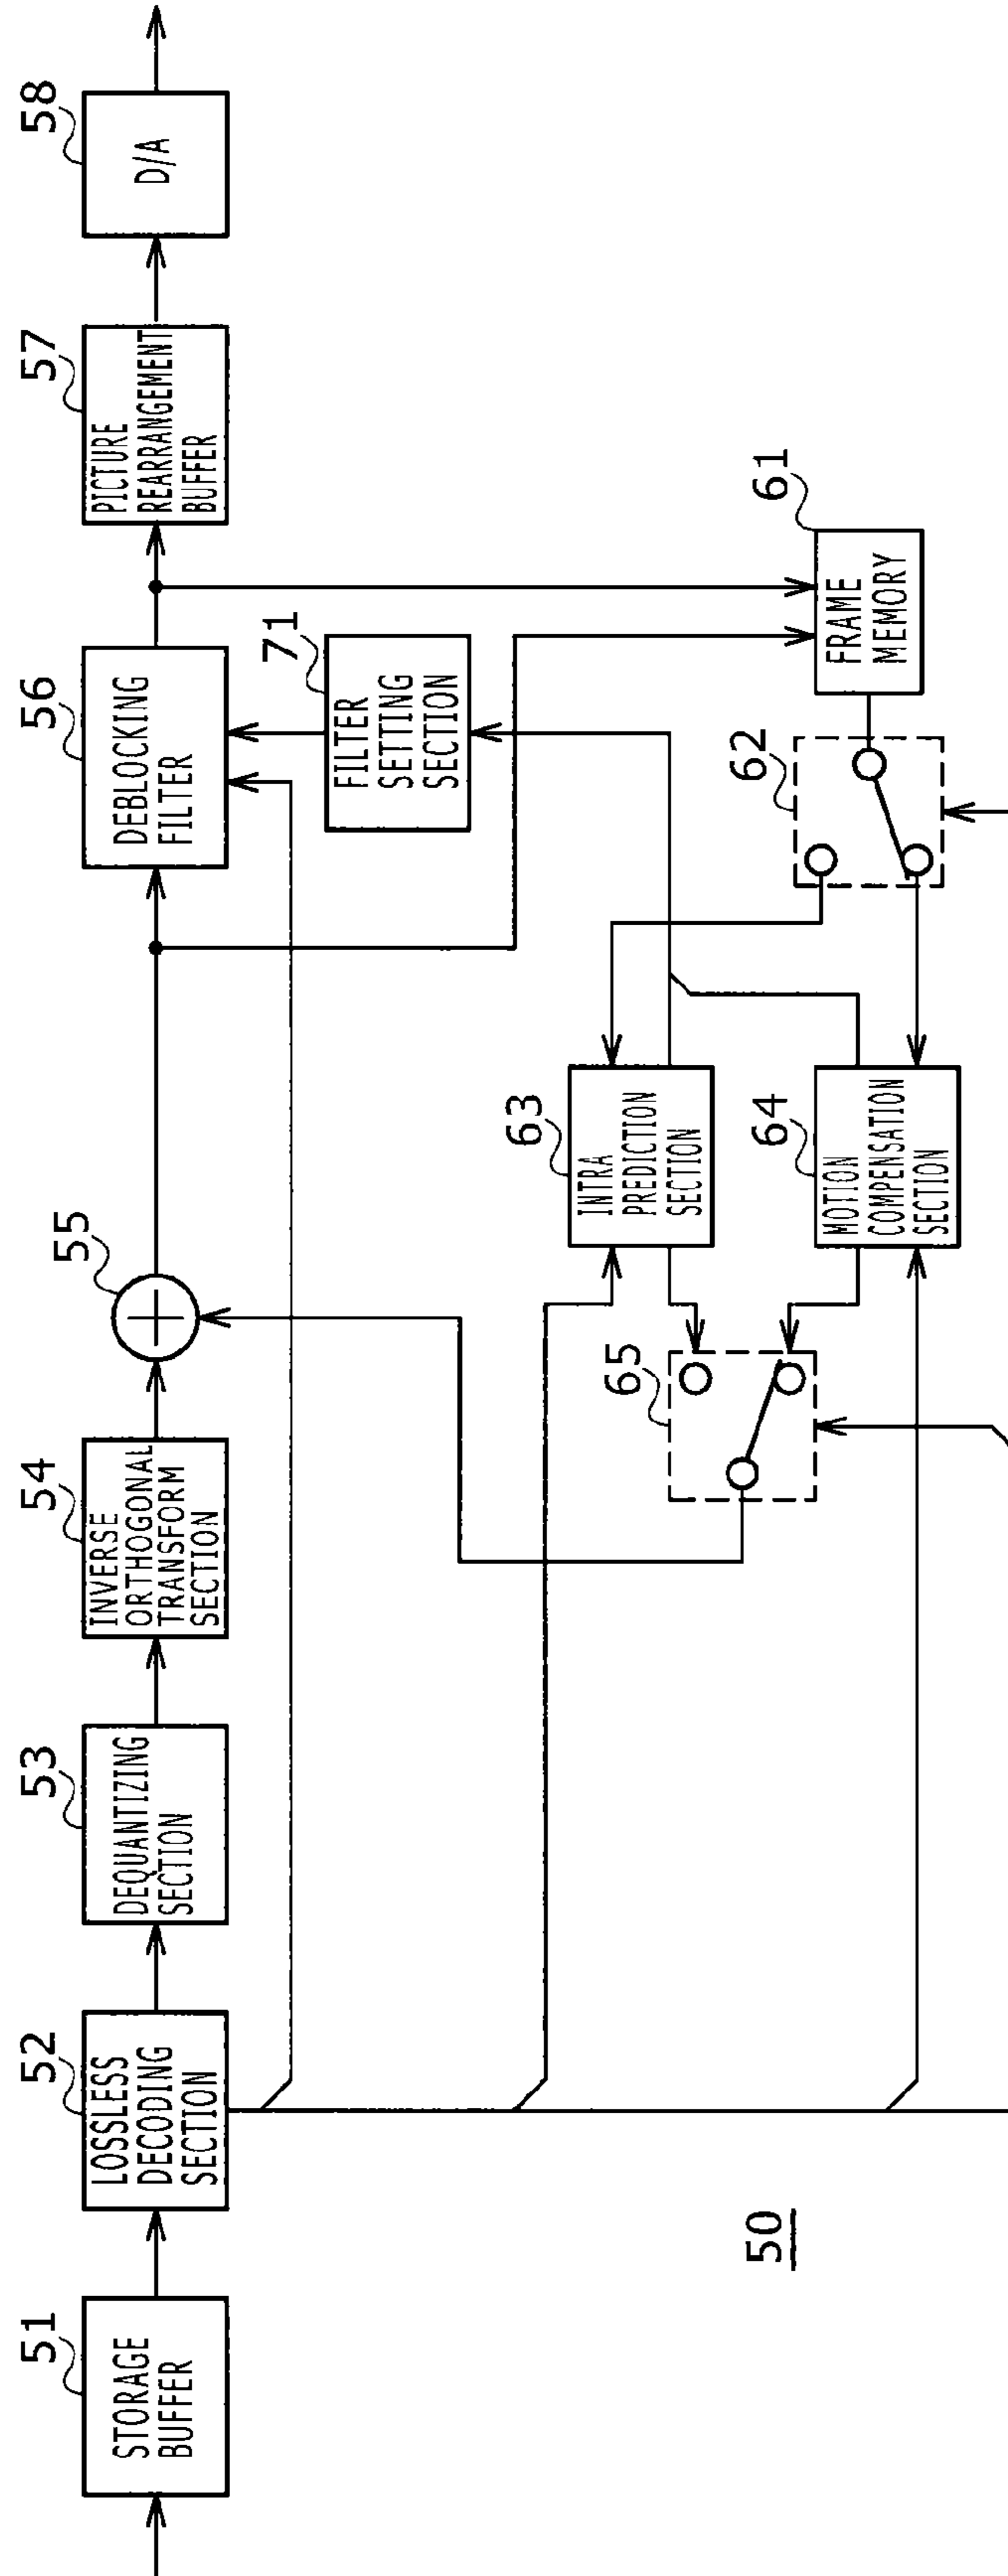 51
STORAGE
BUFFER
52
LOSSLESS
DECODING
SECTION
53
DEQUANTIZING
SECTION
54
INVERSE
ORTHOGONAL
TRANSFORM
SECTION
55
56
DEBLOCKING
FILTER
57
PICTURE
REARRANGEMENT
BUFFER
58
D/A
71
FILTER
SETTING
SECTION
61
FRAME
MEMORY
62
63
INTRA
PREDICTION
SECTION
64
MOTION
COMPENSATION
SECTION
65
50